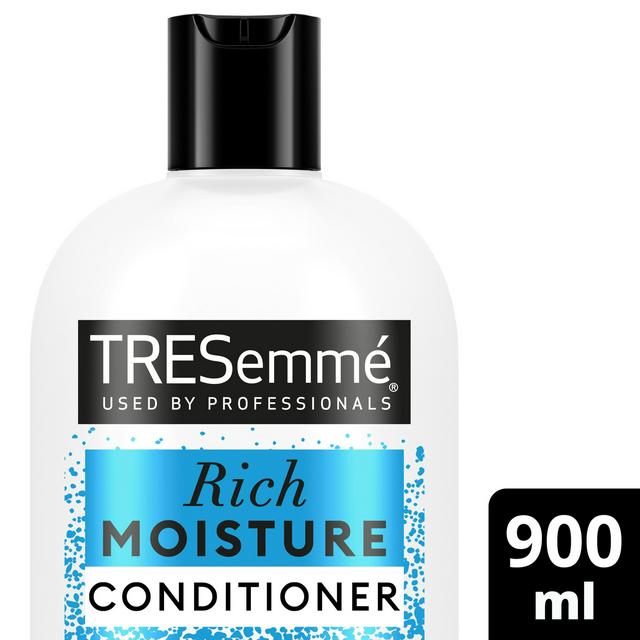 TRESemmé®
USED BY PROFESSIONALS
Rich
MOISTURE
CONDITIONER
900
ml